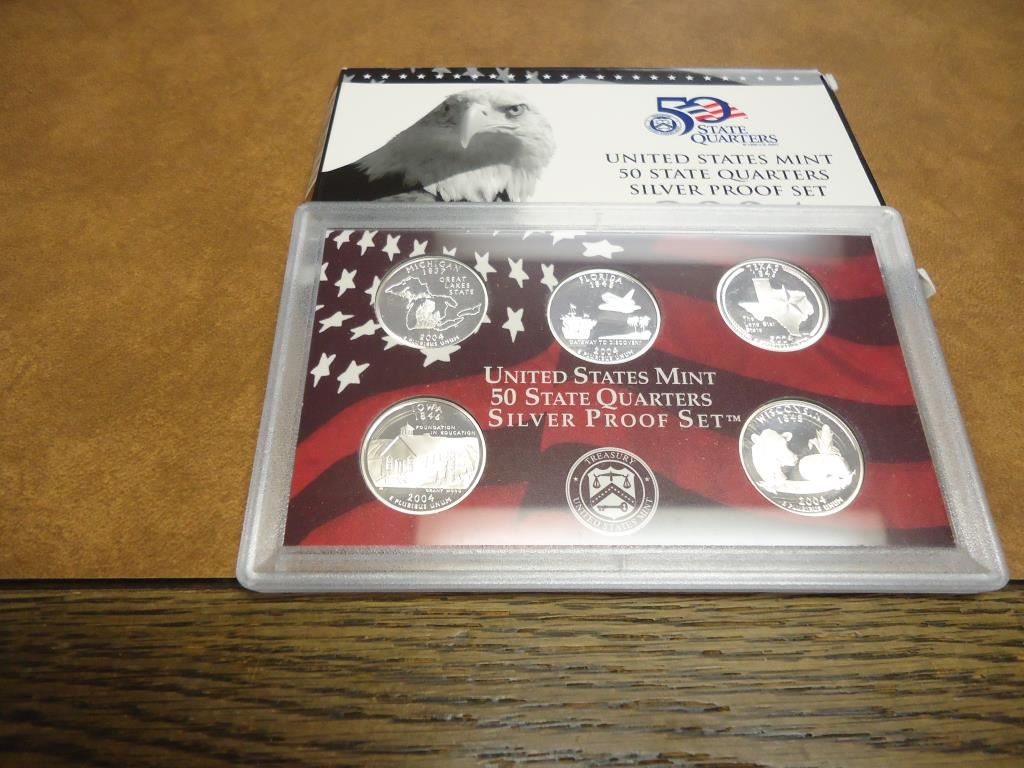 50
STATE
QUARTERS
UNITED STATES MINT
50 STATE QUARTERS
SILVER PROOF SET
MICHIGAN
1837
GREAT
LAKES
STATE
2004
E PLURIBUS UNUM
FLORIDA
1845
GATEWAY TO DISCOVERY
2004
TEXAS
1845
The
Lone Star
State
2004
UNITED STATES MINT
50 STATE QUARTERS
SILVER PROOF SET™
IOWA
1846
FOUNDATION
IN EDUCATION
GRANT WOOD
2004
E PLURIBUS UNUM
TREASURY
UNITED STATES MINT
WISCONSIN
1848
2004
E PLURIBUS UNUM